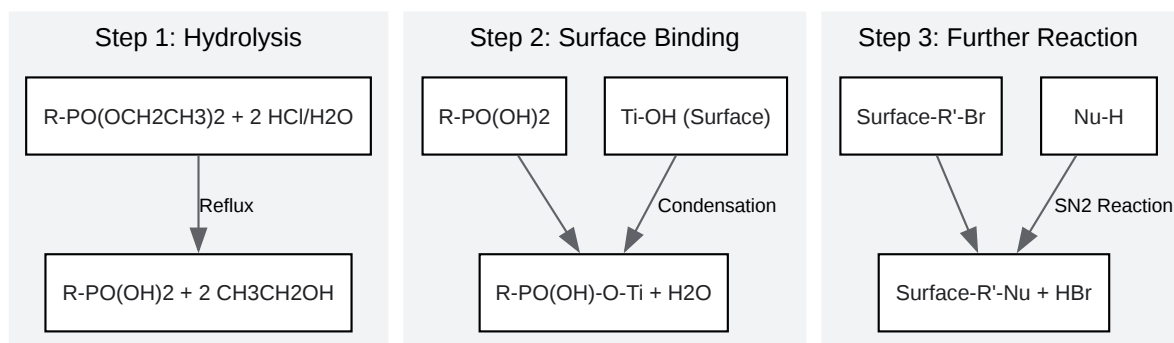 Step 1: Hydrolysis
R-PO(OCH2CH3)2 + 2 HCl/H2O
Reflux
R-PO(OH)2 + 2 CH3CH2OH
Step 2: Surface Binding
R-PO(OH)2
Ti-OH (Surface)
Condensation
R-PO(OH)-O-Ti + H2O
Step 3: Further Reaction
Surface-R'-Br
Nu-H
SN2 Reaction
Surface-R'-Nu + HBr